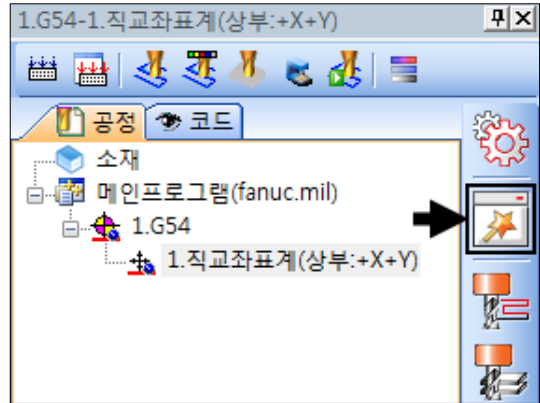 1.G54-1.직교좌표계(상부:+X+Y)
공정 코드
소재
메인프로그램(fanuc.mil)
1.G54
1.직교좌표계(상부:+X+Y)